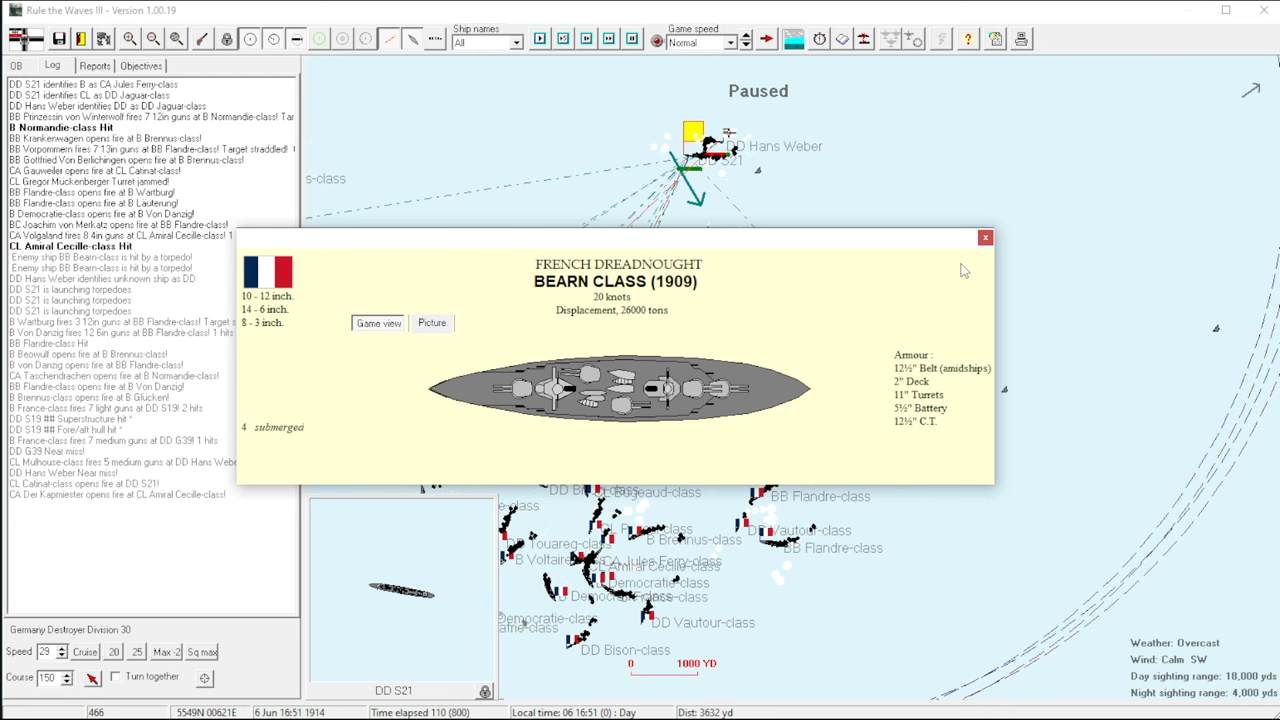 Rule the Waves III - Version 1.00.19
Ship names
All
Game speed
Normal
OB
Log
Reports
Objectives
DD S21 identifies B as CA Jules Ferry-class
DD S21 identifies CL as DD Jaguar-class
DD Hans Weber identifies DD as DD Jaguar-class
BB Prinzessin von Winterwolf fires 7 12in guns at B Normandie-class! Tar
B Normandie-class Hit
BB Krankenwagen opens fire at B Brennus-class!
BB Vorpommern fires 7 13in guns at BB Flandre-class! Target straddled!
BB Gottfried Von Berlichingen opens fire at B Brennus-class!
CA Gauweiler opens fire at CL Catinat-class!
CL Gregor Mückenberger Turret jammed!
BB Flandre-class opens fire at B Wartburg!
BB Flandre-class opens fire at B Läuterung!
B Democratie-class opens fire at B Von Danzig!
BC Joachim von Merkatz opens fire at BB Flandre-class!
CA Volgaland fires 8 4in guns at CL Amiral Cecille-class! 1
CL Amiral Cecille-class Hit
Enemy ship BB Bearn-class is hit by a torpedo!
Enemy ship BB Bearn-class is hit by a torpedo!
DD Hans Weber identifies unknown ship as DD
DD S21 is launching torpedoes
DD S21 is launching torpedoes
DD S21 is launching torpedoes
B Wartburg fires 3 12in guns at BB Flandre-class! Target s
B Von Danzig fires 12 6in guns at BB Flandre-class! 1 hits
BB Flandre-class Hit
B Beowulf opens fire at B Brennus-class!
B von Danzig opens fire at BB Flandre-class!
CA Taschendrachen opens fire at B Normandie-class!
BB Flandre-class opens fire at B Von Danzig!
B Brennus-class opens fire at B Glücken!
B France-class fires 7 light guns at DD S19! 2 hits
DD S19 ## Superstructure hit *
DD S19 ## Fore/aft hull hit *
B France-class fires 7 medium guns at DD G39! 1 hits
DD G39 Near miss!
CL Mulhouse-class fires 5 medium guns at DD Hans We
DD Hans Weber Near miss!
CL Catinat-class opens fire at DD S21!
CA Der Kapmiester opens fire at CL Amiral Cecille-class!
Paused
DD Hans Weber
DD S21
s-class
FRENCH DREADNOUGHT
BEARN CLASS (1909)
20 knots
Displacement, 26000 tons
10 - 12 inch.
14 - 6 inch.
8 - 3 inch.
Game view
Picture
Armour :
12½" Belt (amidships)
2" Deck
11" Turrets
5½" Battery
12½" C.T.
4 submerged
CL Bugeaud-class
BB Flandre-class
e-class
DD Vautour-class
B Brennus-class
DD Touareg-class
BB Flandre-class
B Voltaire
CA Jules Ferry-class
CL Amiral Cecille-class
B Democratie-class
B Democra
France-class
Democratie-class
DD Vautour-class
atrie-class
DD Bison-class
0 1000 YD
Germany Destroyer Division 30
Speed 29 Cruise 20 25 Max -2 Sq max
Course 150 Turn together
DD S21
Weather: Overcast
Wind: Calm SW
Day sighting range: 18,000 yds
Night sighting range: 4,000 yds
466
5549N 00621E
6 Jun 16:51 1914
Time elapsed 110 (800)
Local time: 06 16:51 (0) : Day
Dist: 3632 yd